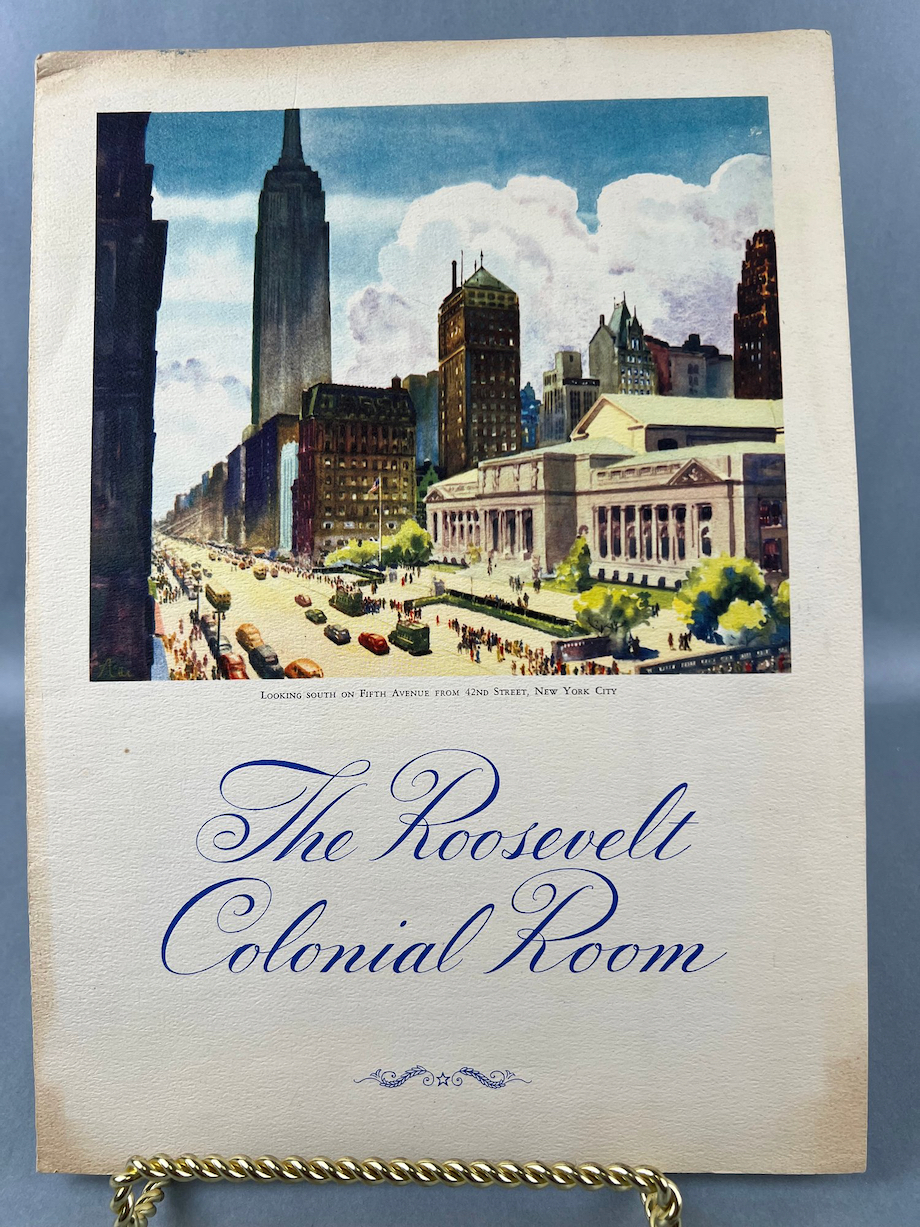 Looking south on Fifth Avenue from 42nd Street, New York City
The Roosevelt
Colonial Room